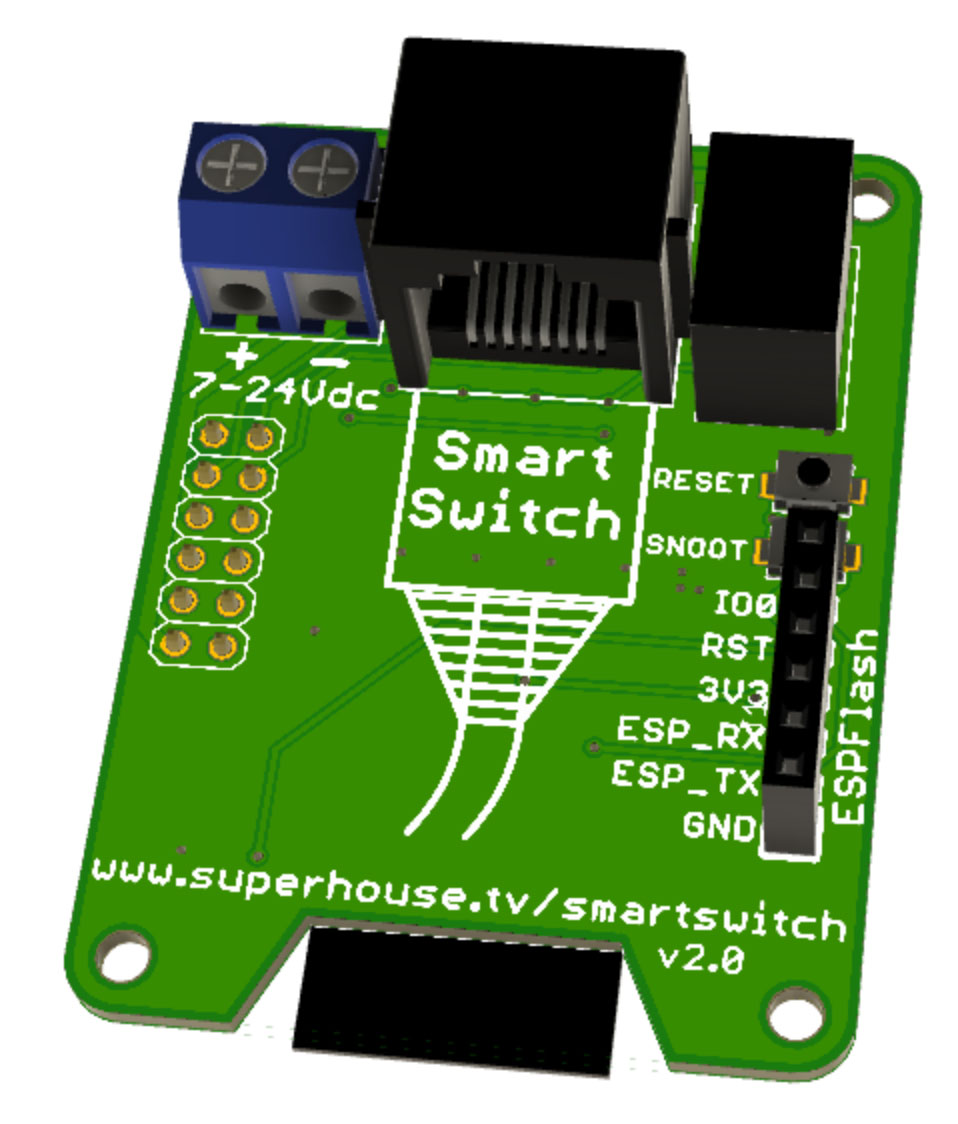 + −
7-24Vdc
Smart
Switch
RESET
SNOOT
IO0
RST
3V3
ESP_RX
ESP_TX
GND
ESPFlash
www.superhouse.tv/smartswitch
v2.0